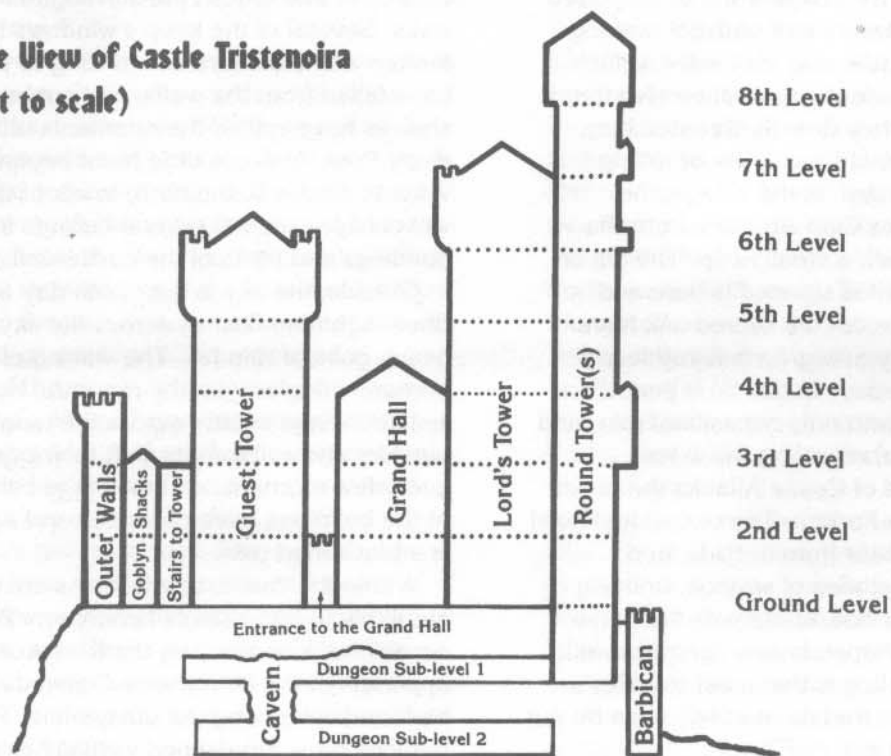 View of Castle Tristenoira
to scale)
8th Level
7th Level
6th Level
5th Level
4th Level
3rd Level
2nd Level
Ground Level
Outer Walls
Goblyn Shacks
Stairs to Tower
Guest Tower
Grand Hall
Lord's Tower
Round Tower(s)
Entrance to the Grand Hall
Dungeon Sub-level 1
Cavern
Dungeon Sub-level 2
Barbican